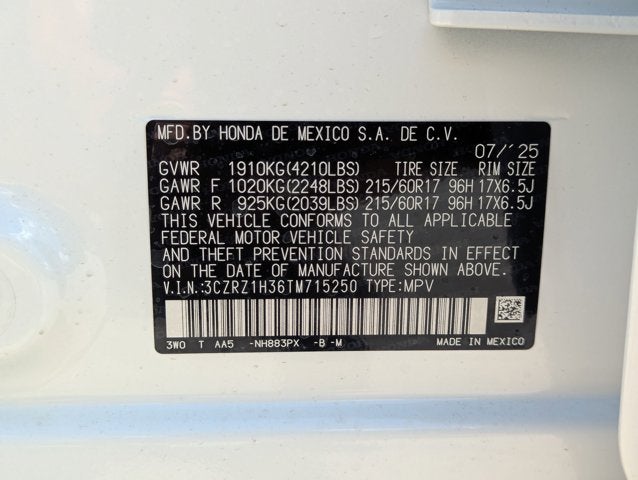 MFD.BY HONDA DE MEXICO S.A. DE C.V.
07/'25
GVWR 1910KG(4210LBS) TIRE SIZE RIM SIZE
GAWR F 1020KG(2248LBS) 215/60R17 96H 17X6.5J
GAWR R 925KG(2039LBS) 215/60R17 96H 17X6.5J
THIS VEHICLE CONFORMS TO ALL APPLICABLE
FEDERAL MOTOR VEHICLE SAFETY
AND THEFT PREVENTION STANDARDS IN EFFECT
ON THE DATE OF MANUFACTURE SHOWN ABOVE.
V.I.N.:3CZRZ1H36TM715250 TYPE:MPV
3W0 T AA5 -NH883PX -B -M MADE IN MEXICO